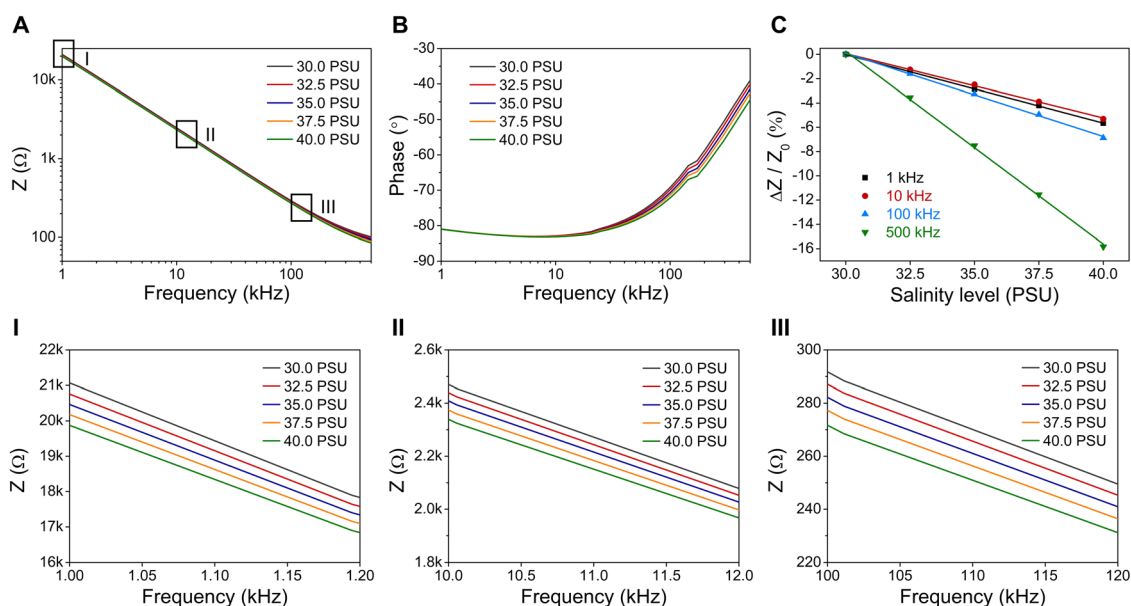 A
Z (Ω)
10k
1k
100
I
II
III
30.0 PSU
32.5 PSU
35.0 PSU
37.5 PSU
40.0 PSU
1 10 100
Frequency (kHz)
B
Phase (°)
-30
-40
-50
-60
-70
-80
-90
30.0 PSU
32.5 PSU
35.0 PSU
37.5 PSU
40.0 PSU
1 10 100
Frequency (kHz)
C
ΔZ / Z₀ (%)
0
-2
-4
-6
-8
-10
-12
-14
-16
1 kHz
10 kHz
100 kHz
500 kHz
30.0 32.5 35.0 37.5 40.0
Salinity level (PSU)
I
Z (Ω)
22k
21k
20k
19k
18k
17k
16k
30.0 PSU
32.5 PSU
35.0 PSU
37.5 PSU
40.0 PSU
1.00 1.05 1.10 1.15 1.20
Frequency (kHz)
II
Z (Ω)
2.6k
2.4k
2.2k
2.0k
1.8k
30.0 PSU
32.5 PSU
35.0 PSU
37.5 PSU
40.0 PSU
10.0 10.5 11.0 11.5 12.0
Frequency (kHz)
III
Z (Ω)
300
280
260
240
220
30.0 PSU
32.5 PSU
35.0 PSU
37.5 PSU
40.0 PSU
100 105 110 115 120
Frequency (kHz)